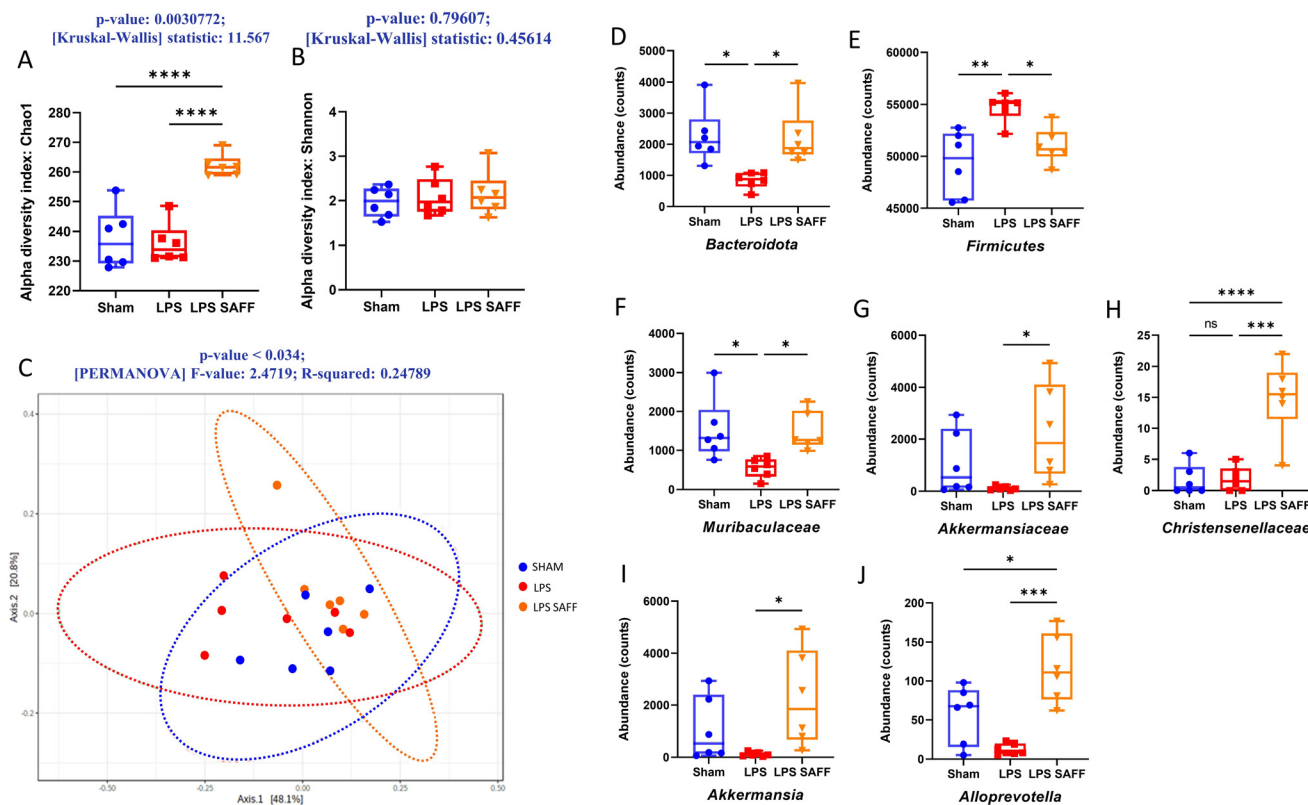 p-value: 0.0030772;
[Kruskal-Wallis] statistic: 11.567
p-value: 0.79607;
[Kruskal-Wallis] statistic: 0.45614
A
****
****
Alpha diversity index: Chao1
280
270
260
250
240
230
220
Sham LPS LPS SAFF
B
Alpha diversity index: Shannon
4
3
2
1
0
Sham LPS LPS SAFF
C
p-value < 0.034;
[PERMANOVA] F-value: 2.4719; R-squared: 0.24789
Axis.2 [20.8%]
0.4
0.2
0.0
-0.2
-0.50
-0.25
0.00
0.25
0.50
Axis.1 [48.1%]
SHAM
LPS
LPS SAFF
D
* *
Abundance (counts)
5000
4000
3000
2000
1000
0
Sham LPS LPS SAFF
Bacteroidota
E
** *
Abundance (counts)
60000
55000
50000
45000
Sham LPS LPS SAFF
Firmicutes
F
* *
Abundance (counts)
4000
3000
2000
1000
0
Sham LPS LPS SAFF
Muribaculaceae
G
*
Abundance (counts)
6000
4000
2000
0
Sham LPS LPS SAFF
Akkermansiaceae
H
****
ns ***
Abundance (counts)
25
20
15
10
5
0
Sham LPS LPS SAFF
Christensenellaceae
I
*
Abundance (counts)
6000
4000
2000
0
Sham LPS LPS SAFF
Akkermansia
J
*
***
Abundance (counts)
200
150
100
50
0
Sham LPS LPS SAFF
Alloprevotella